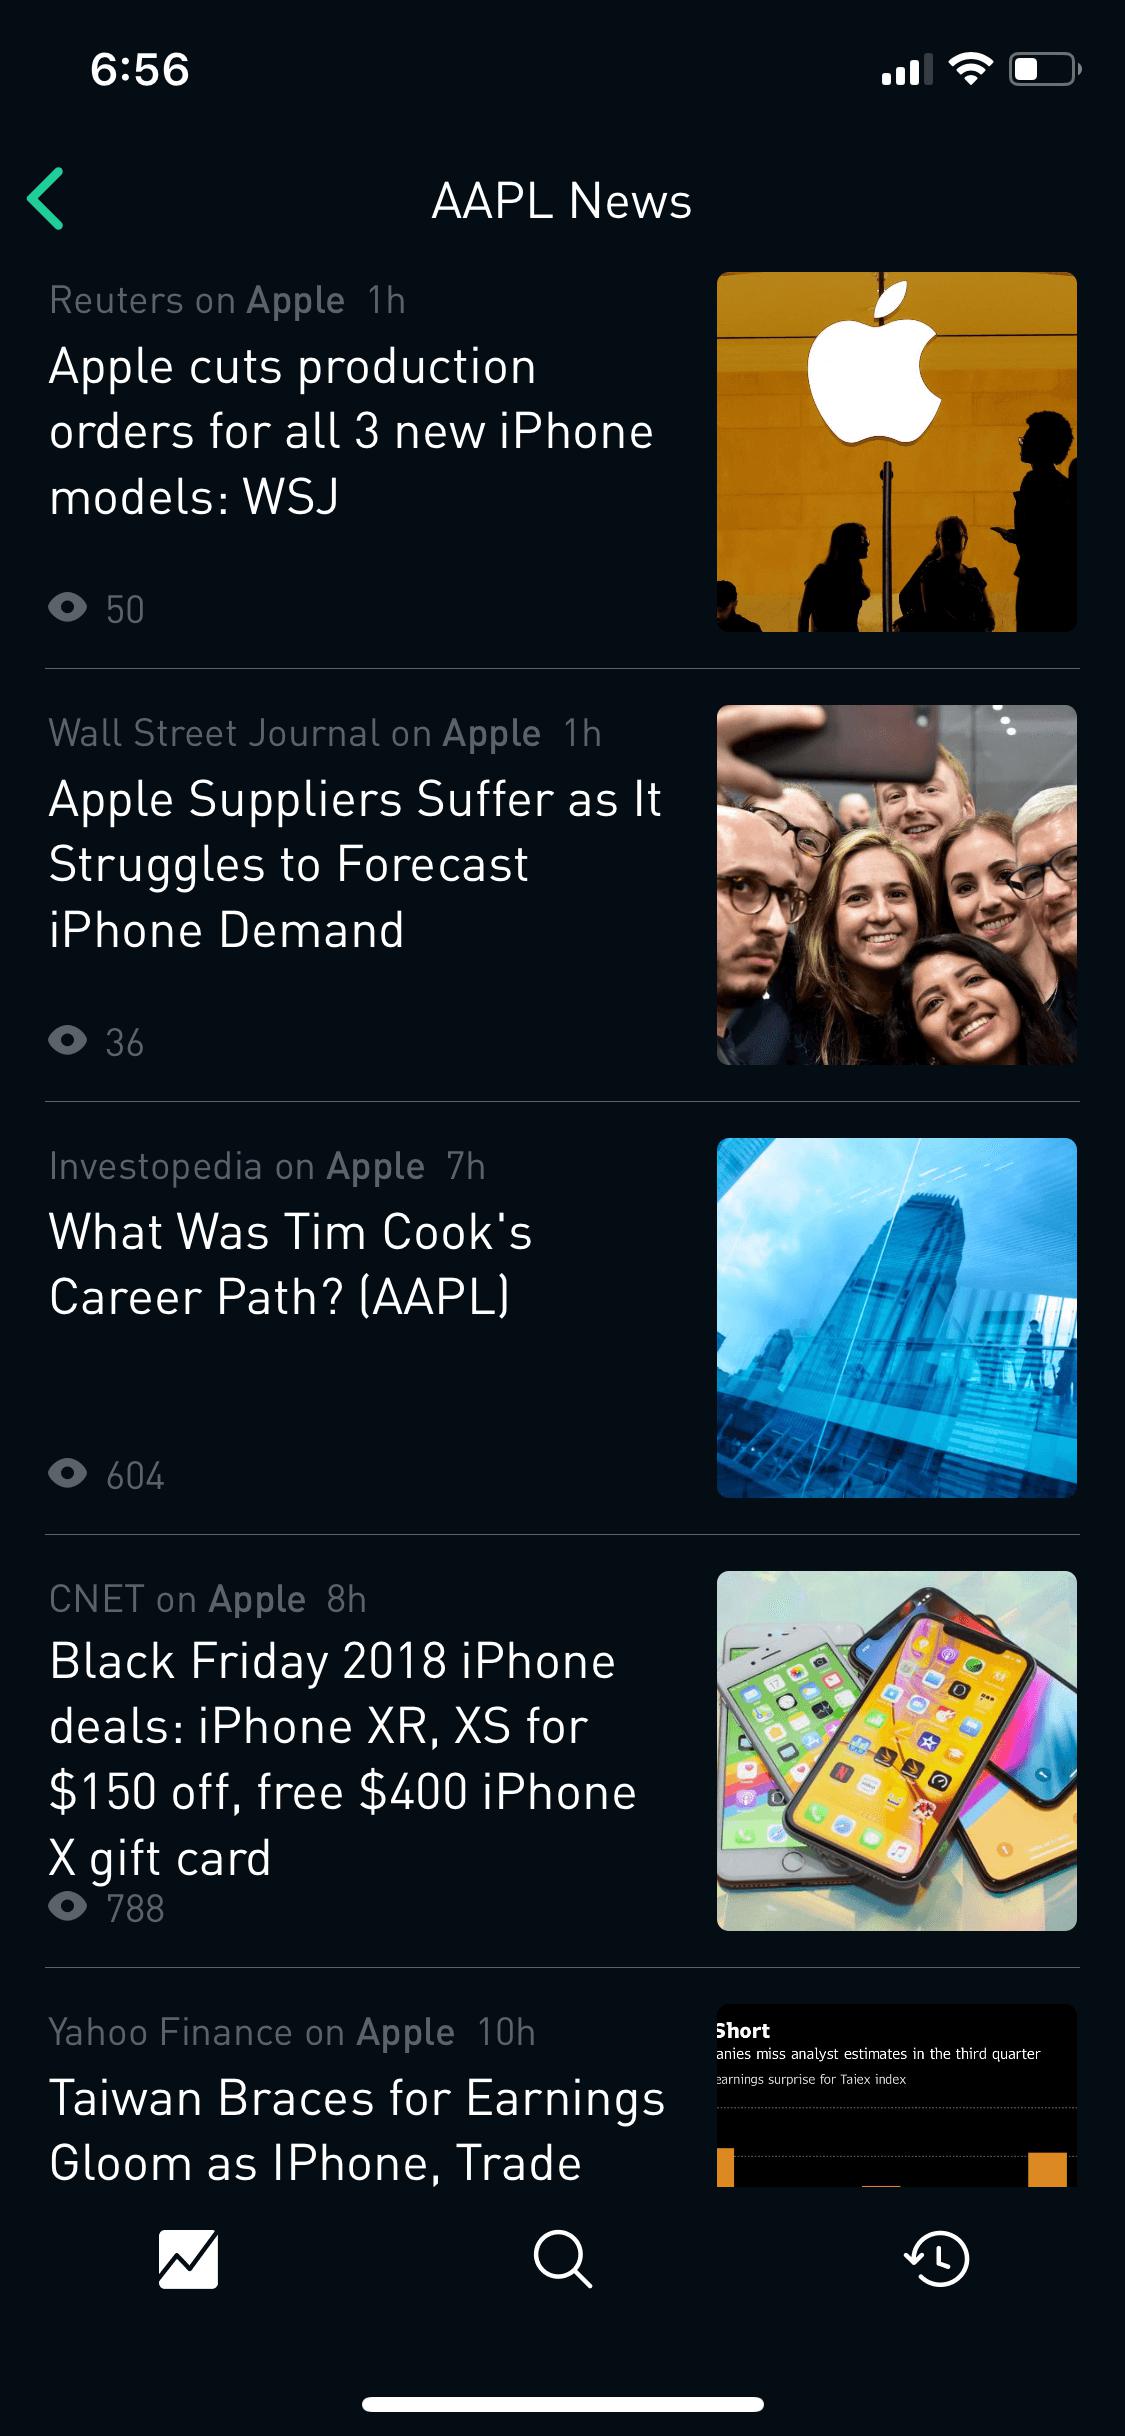 6:56
AAPL News
Reuters on Apple 1h
Apple cuts production
orders for all 3 new iPhone
models: WSJ
50
Wall Street Journal on Apple 1h
Apple Suppliers Suffer as It
Struggles to Forecast
iPhone Demand
36
Investopedia on Apple 7h
What Was Tim Cook's
Career Path? (AAPL)
604
CNET on Apple 8h
Black Friday 2018 iPhone
deals: iPhone XR, XS for
$150 off, free $400 iPhone
X gift card
788
Yahoo Finance on Apple 10h
Taiwan Braces for Earnings
Gloom as IPhone, Trade
Short
anies miss analyst estimates in the third quarter
earnings surprise for Taiex index